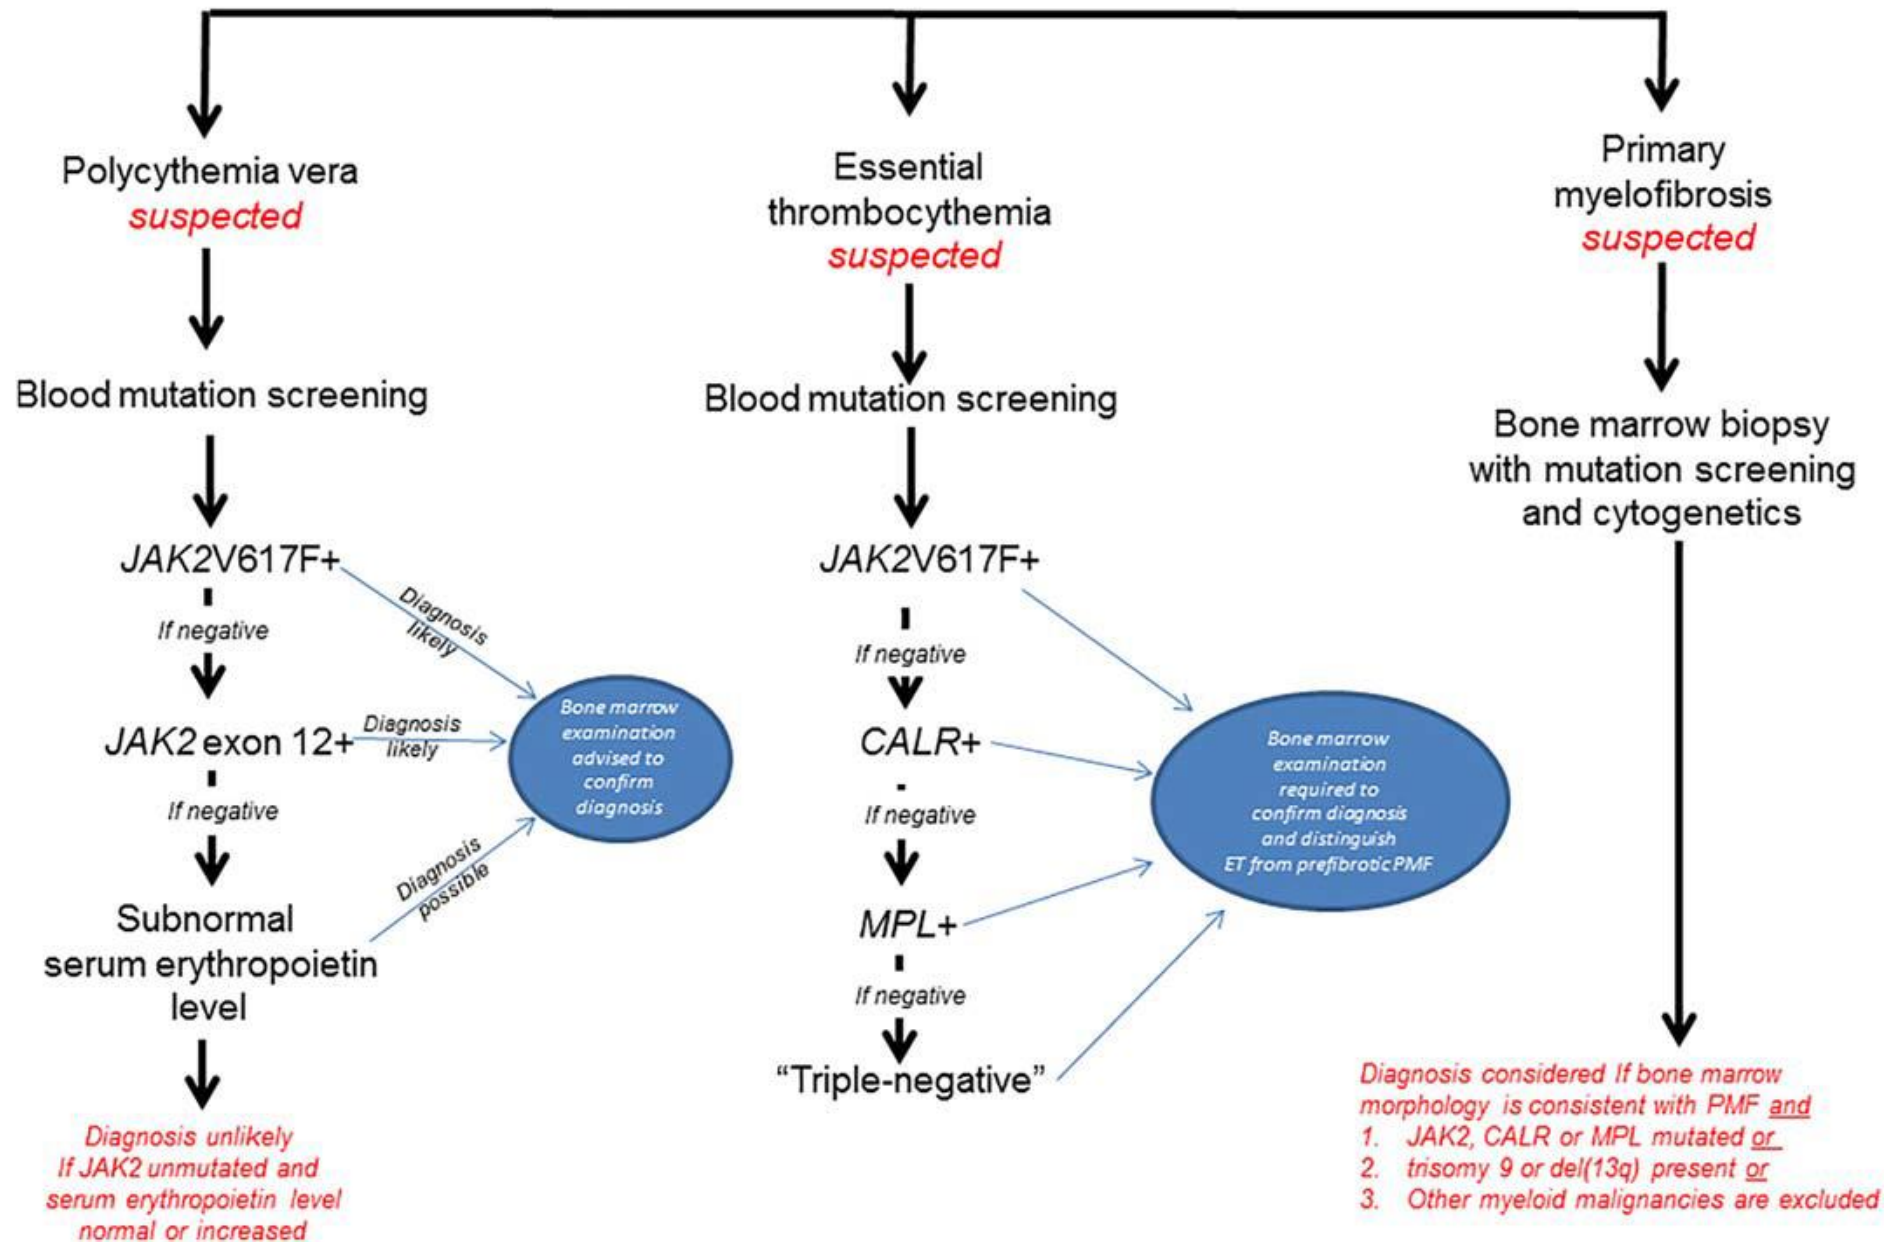 Polycythemia vera
suspected
Blood mutation screening
JAK2V617F+
If negative
JAK2 exon 12+
If negative
Subnormal
serum erythropoietin
level
Diagnosis unlikely
If JAK2 unmutated and
serum erythropoietin level
normal or increased
Diagnosis
likely
Diagnosis
likely
Diagnosis
possible
Bone marrow
examination
advised to
confirm
diagnosis
Essential
thrombocythemia
suspected
Blood mutation screening
JAK2V617F+
If negative
CALR+
If negative
MPL+
If negative
“Triple-negative”
Bone marrow
examination
required to
confirm diagnosis
and distinguish
ET from prefibrotic PMF
Primary
myelofibrosis
suspected
Bone marrow biopsy
with mutation screening
and cytogenetics
Diagnosis considered If bone marrow
morphology is consistent with PMF and
1. JAK2, CALR or MPL mutated or
2. trisomy 9 or del(13q) present or
3. Other myeloid malignancies are excluded